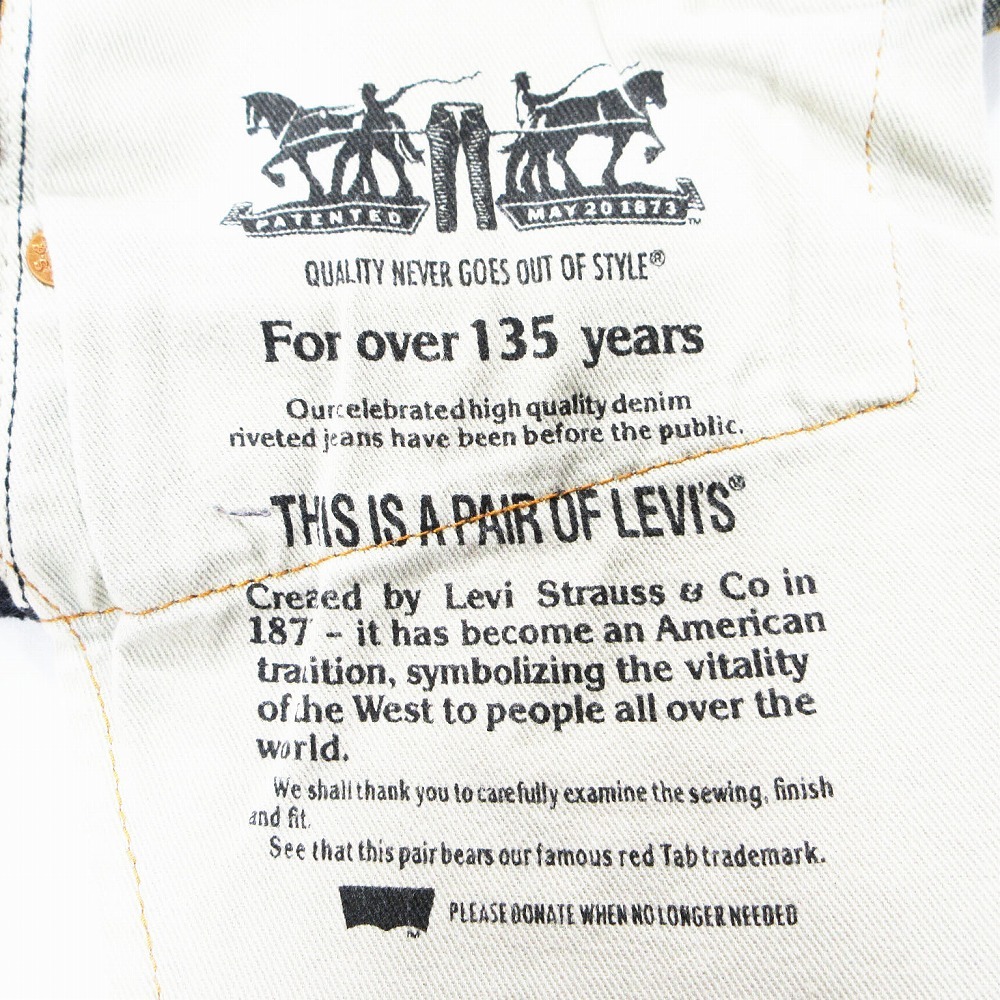 PATENTED MAY 20 1873 ™
QUALITY NEVER GOES OUT OF STYLE®
For over 135 years
Our celebrated high quality denim
riveted jeans have been before the public.
THIS IS A PAIR OF LEVI'S®
Created by Levi Strauss & Co in
187 – it has become an American
tradition, symbolizing the vitality
of the West to people all over the
world.
We shall thank you to carefully examine the sewing, finish
and fit.
See that this pair bears our famous red Tab trademark.
TM PLEASE DONATE WHEN NO LONGER NEEDED